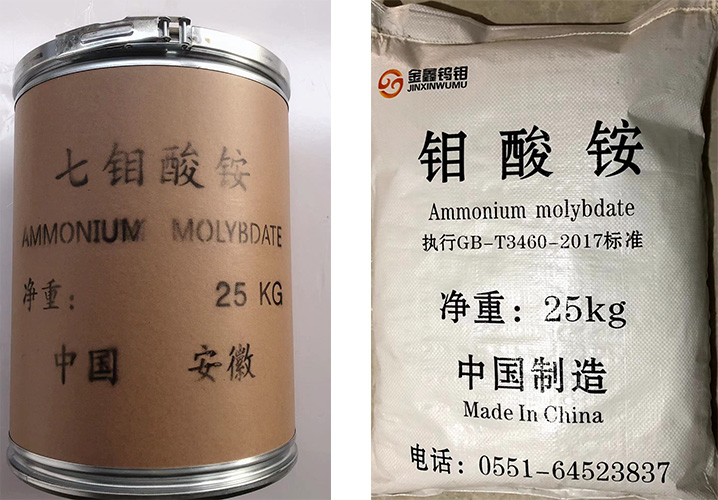 七钼酸铵
AMMONIUM MOLYBDATE
净重: 25 KG
中国 安徽
金鑫钨钼
JINXINWUMU
钼酸铵
Ammonium molybdate
执行GB-T3460-2017标准
净重: 25kg
中国制造
Made In China
电话: 0551-64523837